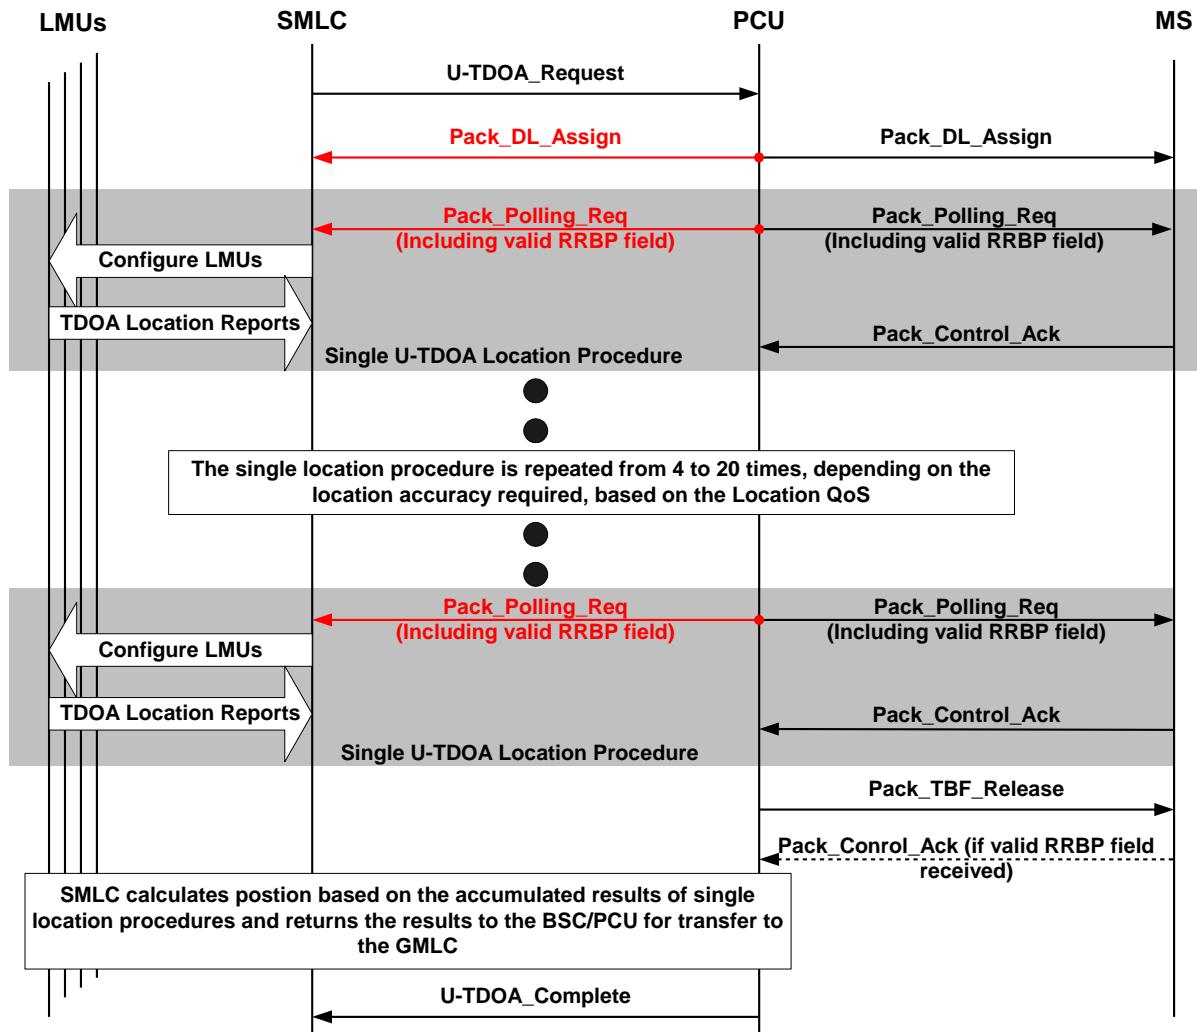 LMUs
SMLC
PCU
MS
U-TDOA_Request
Pack_DL_Assign
Pack_DL_Assign
Pack_Polling_Req
(Including valid RRBP field)
Pack_Polling_Req
(Including valid RRBP field)
Configure LMUs
TDOA Location Reports
Pack_Control_Ack
Single U-TDOA Location Procedure
The single location procedure is repeated from 4 to 20 times, depending on the
location accuracy required, based on the Location QoS
Pack_Polling_Req
(Including valid RRBP field)
Pack_Polling_Req
(Including valid RRBP field)
Configure LMUs
TDOA Location Reports
Pack_Control_Ack
Single U-TDOA Location Procedure
Pack_TBF_Release
Pack_Conrol_Ack (if valid RRBP field
received)
SMLC calculates postion based on the accumulated results of single
location procedures and returns the results to the BSC/PCU for transfer to
the GMLC
U-TDOA_Complete